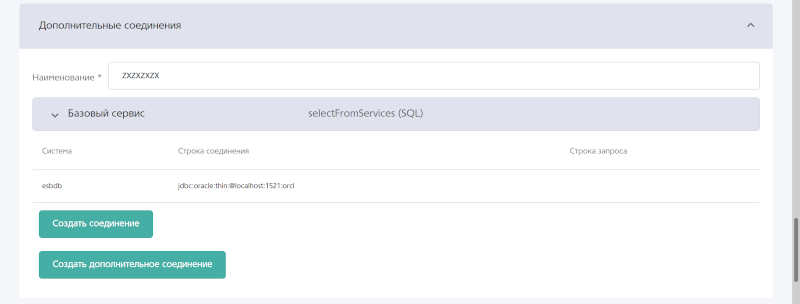 Дополнительные соединения
Наименование * zxzxzxzx
Базовый сервис selectFromServices (SQL)
Система Строка соединения Строка запроса
esbdb jdbc:oracle:thin:@localhost:1521:orcl
Создать соединение
Создать дополнительное соединение